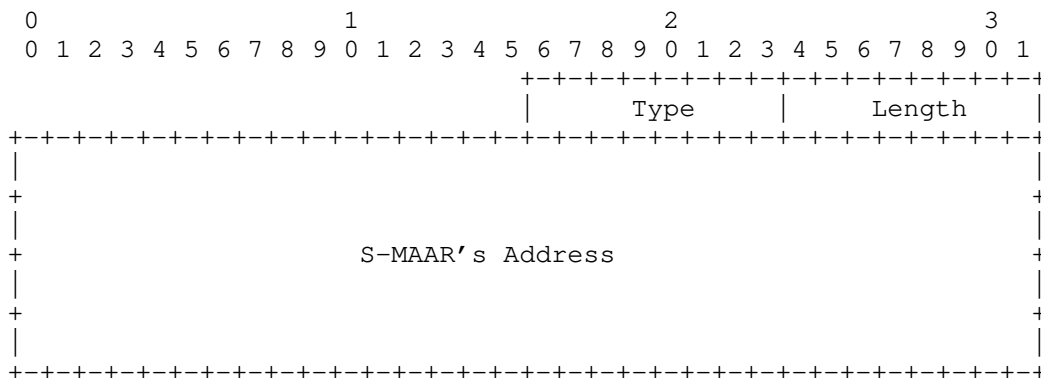 0                   1                   2                   3
 0 1 2 3 4 5 6 7 8 9 0 1 2 3 4 5 6 7 8 9 0 1 2 3 4 5 6 7 8 9 0 1
                                +-+-+-+-+-+-+-+-+-+-+-+-+-+-+-+-+
                                |      Type     |     Length    |
+-+-+-+-+-+-+-+-+-+-+-+-+-+-+-+-+-+-+-+-+-+-+-+-+-+-+-+-+-+-+-+-+
|                                                               |
+                                                               +
|                                                               |
+                     S-MAAR's Address                          +
|                                                               |
+                                                               +
|                                                               |
+-+-+-+-+-+-+-+-+-+-+-+-+-+-+-+-+-+-+-+-+-+-+-+-+-+-+-+-+-+-+-+-+